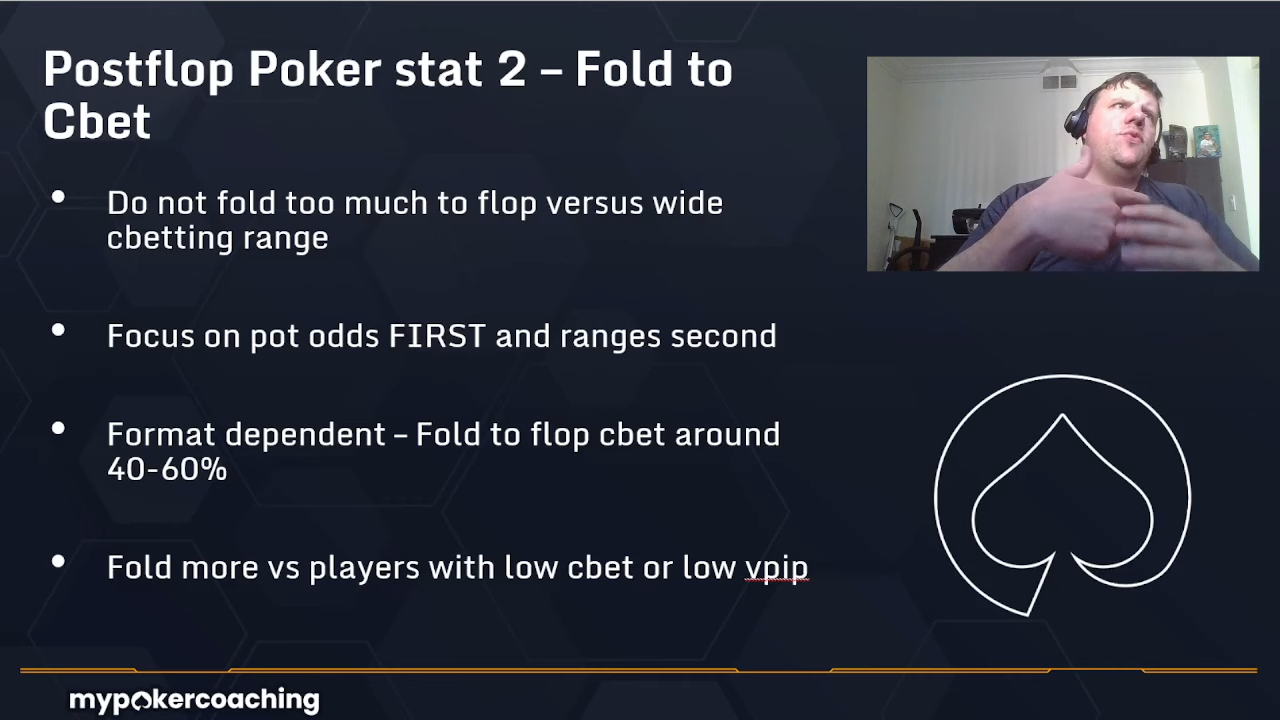 Postflop Poker stat 2 – Fold to
Cbet
Do not fold too much to flop versus wide
cbetting range
Focus on pot odds FIRST and ranges second
Format dependent – Fold to flop cbet around
40-60%
Fold more vs players with low cbet or low vpip
mypokercoaching